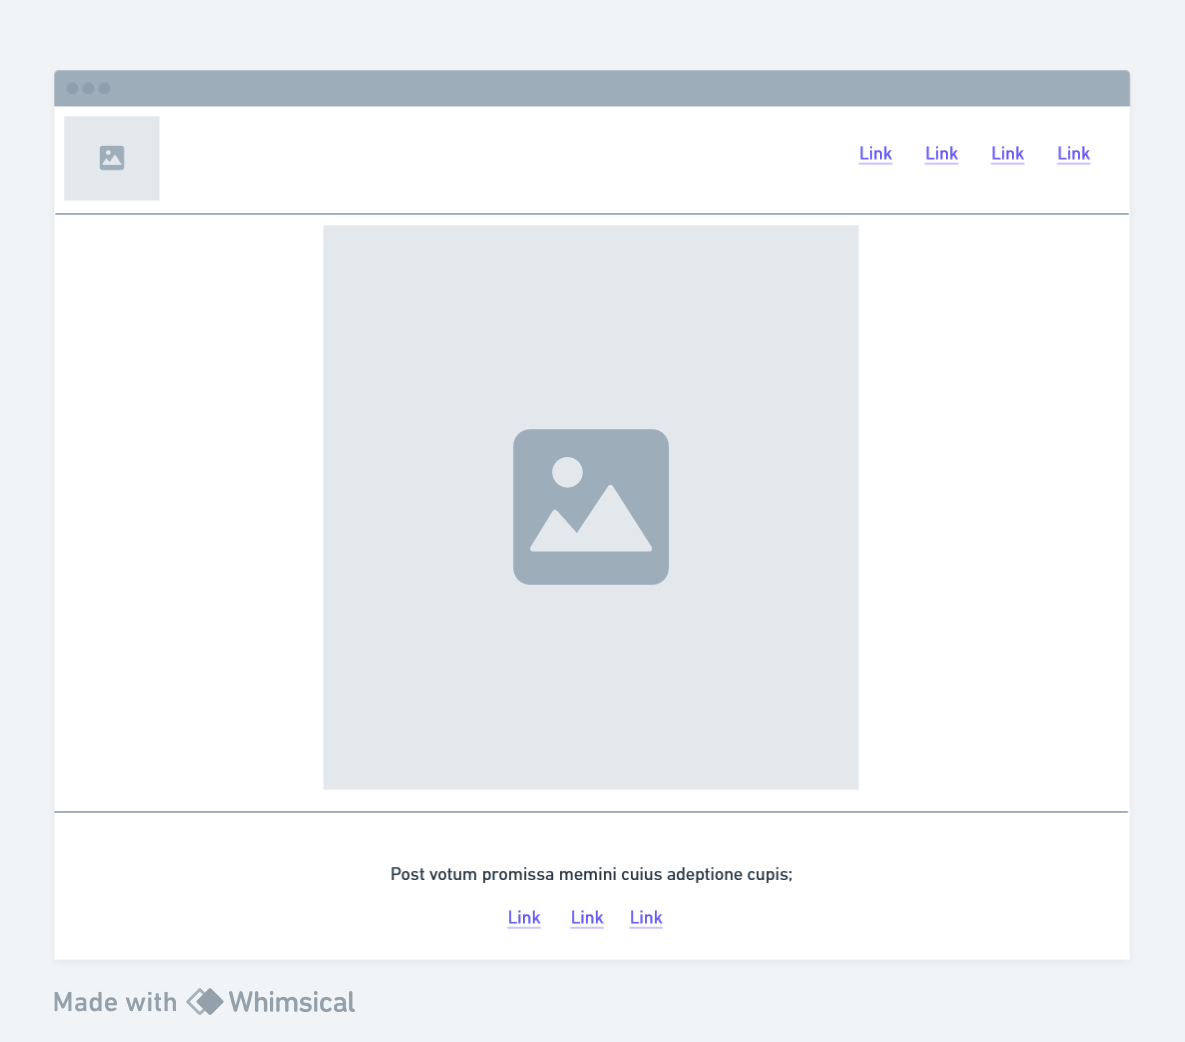 Link Link Link Link
Post votum promissa memini cuius adeptione cupis;
Link Link Link
Made with Whimsical